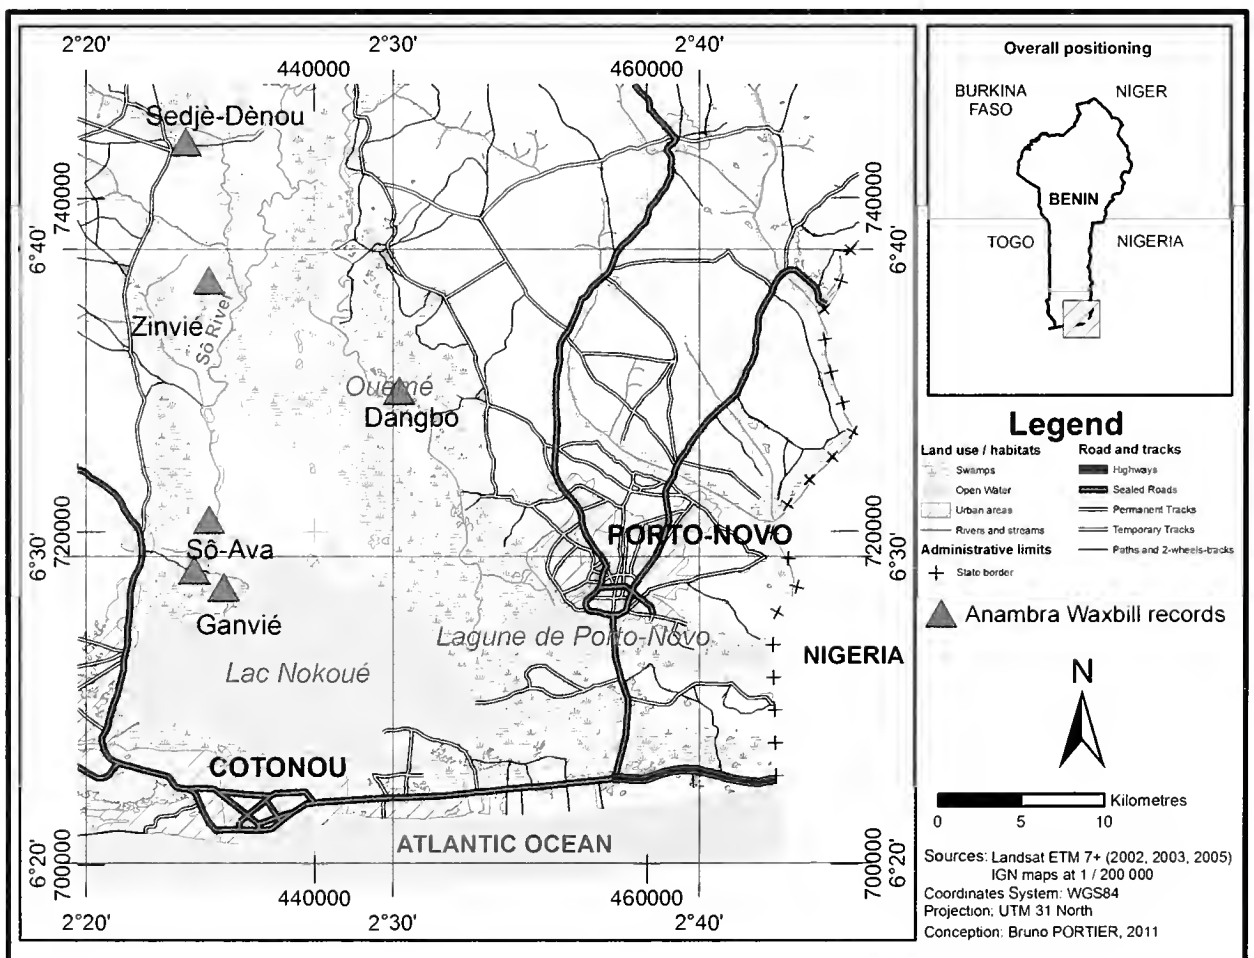 2°20'
2°30'
2°40'
440000
460000
Sedjè-Dènou
740000
740000
6°40'
6°40'
Zinvié
Sô River
Ouémé
Dangbo
720000
720000
6°30'
6°30'
Sô-Ava
Ganvié
PORTO-NOVO
Lagune de Porto-Novo
Lac Nokoué
NIGERIA
COTONOU
ATLANTIC OCEAN
6°20'
700000
700000
6°20'
440000
460000
2°20'
2°30'
2°40'
Overall positioning
BURKINA
FASO
NIGER
BENIN
TOGO
NIGERIA
Legend
Land use / habitats
Swamps
Open Water
Urban areas
Rivers and streams
Administrative limits
State border
Road and tracks
Highways
Sealed Roads
Permanent Tracks
Temporary Tracks
Paths and 2-wheels-tracks
Anambra Waxbill records
N
Kilometres
0 5 10
Sources: Landsat ETM 7+ (2002, 2003, 2005)
IGN maps at 1 / 200 000
Coordinates System: WGS84
Projection: UTM 31 North
Conception: Bruno PORTIER, 2011